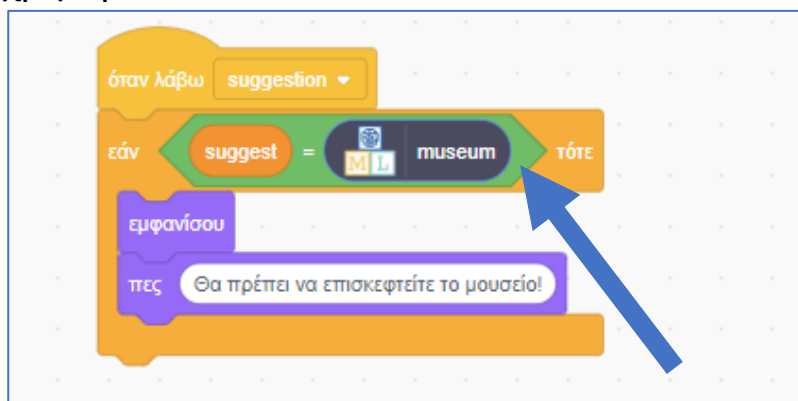 όταν λάβω suggestion
εάν suggest = ML museum τότε
εμφανίσου
πες Θα πρέπει να επισκεφτείτε το μουσείο!